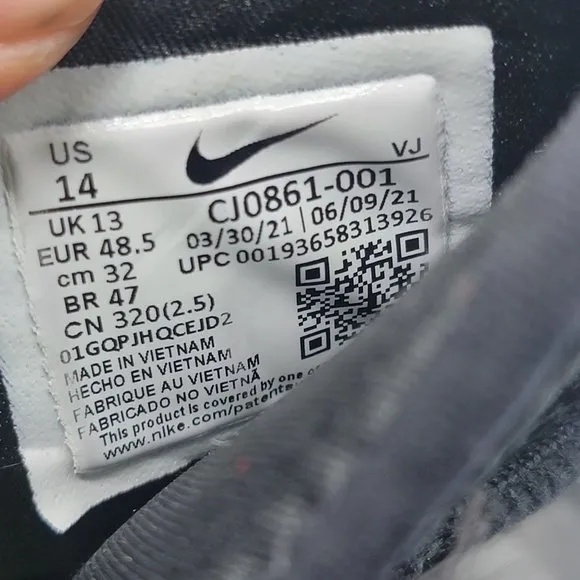 US
14
UK 13
EUR 48.5
cm 32
BR 47
CN 320(2.5)
VJ
CJ0861-001
03/30/21 | 06/09/21
UPC 00193658313926
01GQPJHQCEJD2
MADE IN VIETNAM
HECHO EN VIETNAM
FABRIQUE AU VIETNAM
FABRICADO NO VIETNÃ
This product is covered by one
www.nike.com/patents